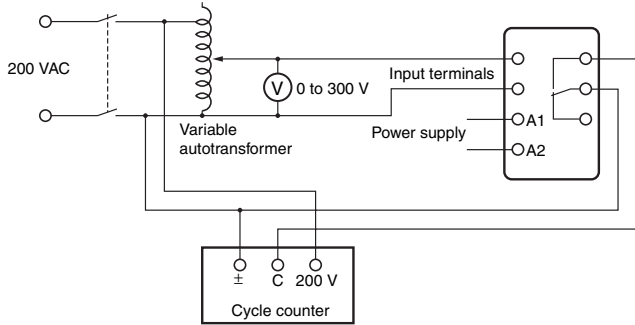 200 VAC
V
0 to 300 V
Variable
autotransformer
Input terminals
Power supply
A1
A2
± C 200 V
Cycle counter